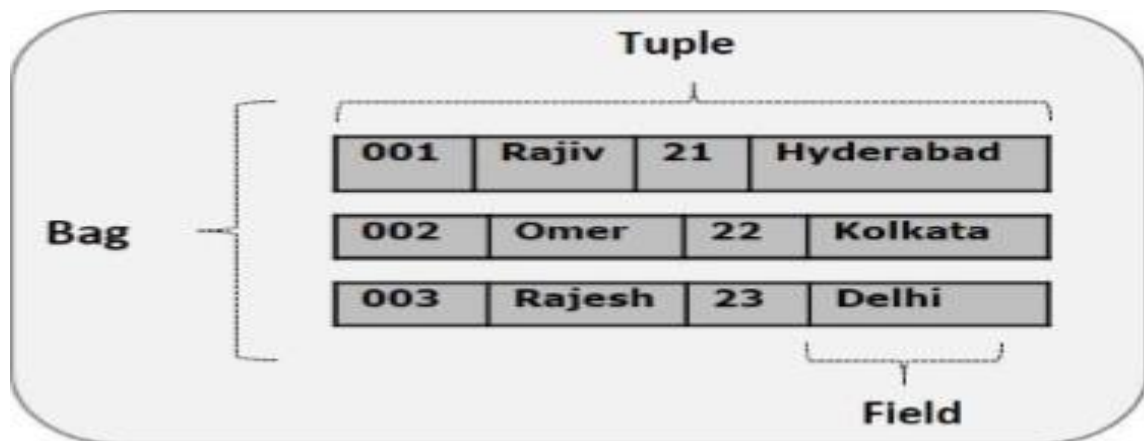 Tuple
001 Rajiv 21 Hyderabad
Bag
002 Omer 22 Kolkata
003 Rajesh 23 Delhi
Field